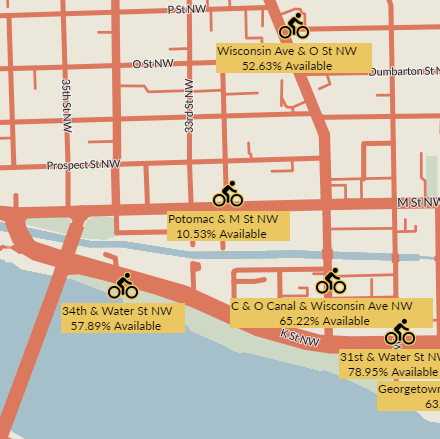 P St NW
Wisconsin Ave & O St NW
52.63% Available
O St NW
Dumbarton St N
35th St NW
33rd St NW
Prospect St NW
M St NW
Potomac & M St NW
10.53% Available
34th & Water St NW
57.89% Available
C & O Canal & Wisconsin Ave NW
65.22% Available
K St NW
31st & Water St NW
78.95% Available
Georgetown
63.